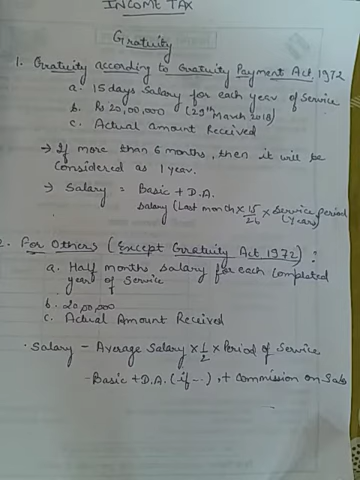 INCOME TAX
Gratuity
1. Gratuity according to Gratuity Payment Act, 1972
a. 15 days Salary for each year of Service
b. Rs 20,00,000 (29th March 2018)
c. Actual amount Received
→ If more than 6 months, then it will be
considered as 1 year.
→ Salary = Basic + D.A.
Salary (Last month × 15/26 × Service Period
(Years)
2. For Others (Except Gratuity Act 1972) :
a. Half months salary for each completed
year of Service
b. 20,00,000
c. Actual Amount Received
• Salary - Average Salary × 1/2 × Period of Service
- Basic + D.A. (if...), + Commission on Sales